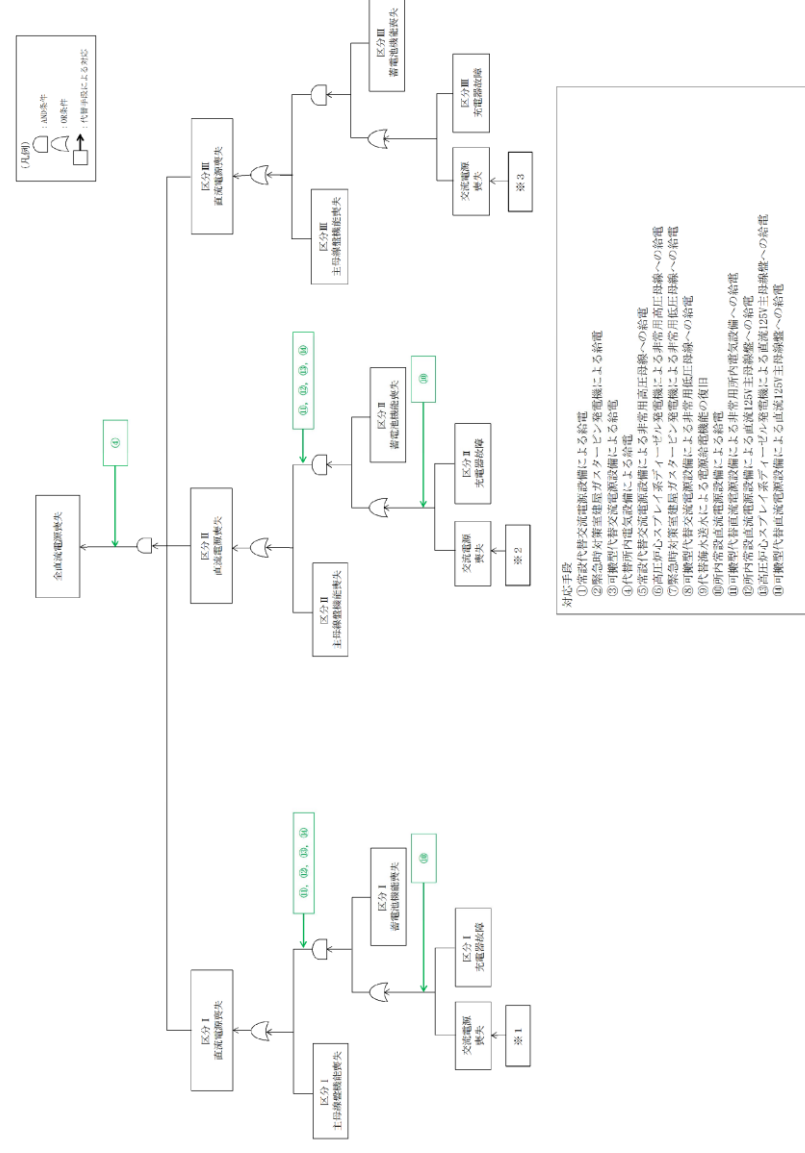 (凡例)
：AND条件
：OR条件
：代替手段による対応
全直流電源喪失
④
区分Ⅰ
直流電源喪失
区分Ⅱ
直流電源喪失
区分Ⅲ
直流電源喪失
区分Ⅰ
主母線盤機能喪失
⑪，⑫，⑬，⑭
区分Ⅰ
蓄電池機能喪失
⑩
交流電源
喪失
区分Ⅰ
充電器故障
※1
区分Ⅱ
主母線盤機能喪失
⑪，⑫，⑬，⑭
区分Ⅱ
蓄電池機能喪失
⑩
交流電源
喪失
区分Ⅱ
充電器故障
※2
区分Ⅲ
主母線盤機能喪失
区分Ⅲ
蓄電池機能喪失
交流電源
喪失
区分Ⅲ
充電器故障
※3
対応手段
①常設代替交流電源設備による給電
②緊急時対策室建屋ガスタービン発電機による給電
③可搬型代替交流電源設備による給電
④代替所内電気設備による給電
⑤常設代替交流電源設備による非常用高圧母線への給電
⑥高圧炉心スプレイ系ディーゼル発電機による非常用高圧母線への給電
⑦緊急時対策室建屋ガスタービン発電機による非常用低圧母線への給電
⑧可搬型代替交流電源設備による非常用低圧母線への給電
⑨代替海水送水による電源給電機能の復旧
⑩所内常設直流電源設備による給電
⑪可搬型代替直流電源設備による非常用所内電気設備への給電
⑫所内常設直流電源設備による直流125V主母線盤への給電
⑬高圧炉心スプレイ系ディーゼル発電機による直流125V主母線盤への給電
⑭可搬型代替直流電源設備による直流125V主母線盤への給電